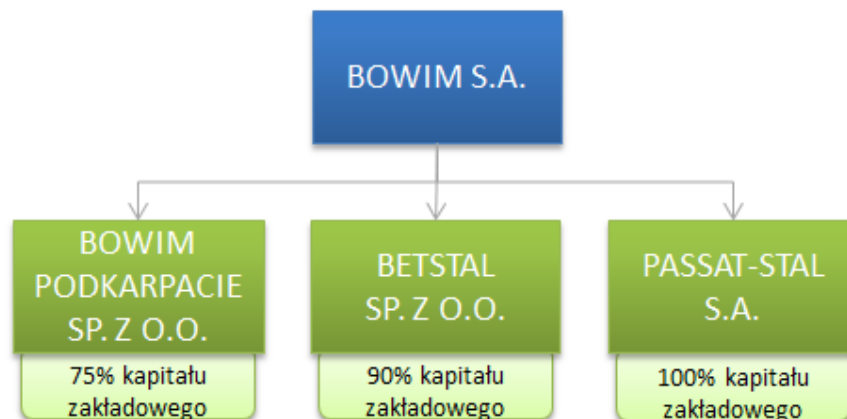 BOWIM S.A.
BOWIM
PODKARPACIE
SP. Z O.O.
75% kapitału
zakładowego
BETSTAL
SP. Z O.O.
90% kapitału
zakładowego
PASSAT-STAL
S.A.
100% kapitału
zakładowego